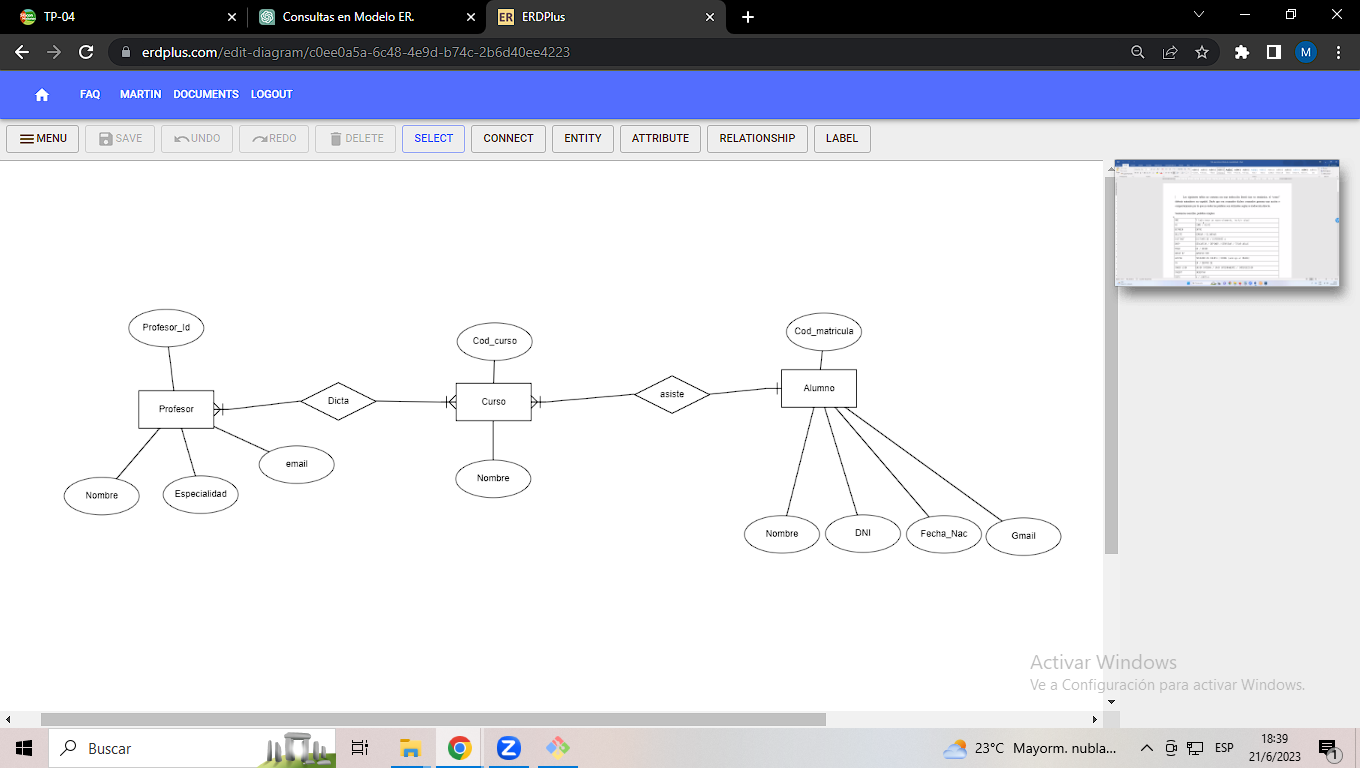 TP-04
Consultas en Modelo ER.
ERDPlus
erdplus.com/edit-diagram/c0ee0a5a-6c48-4e9d-b74c-2b6d40ee4223
M
FAQ MARTIN DOCUMENTS LOGOUT
MENU SAVE UNDO REDO DELETE SELECT CONNECT ENTITY ATTRIBUTE RELATIONSHIP LABEL
Profesor_Id
Cod_curso
Cod_matricula
Profesor
Dicta
Curso
asiste
Alumno
Nombre
Especialidad
email
Nombre
Nombre
DNI
Fecha_Nac
Gmail
Activar Windows
Ve a Configuración para activar Windows.
Buscar
23°C Mayorm. nubla...
ESP
18:39
21/6/2023
1